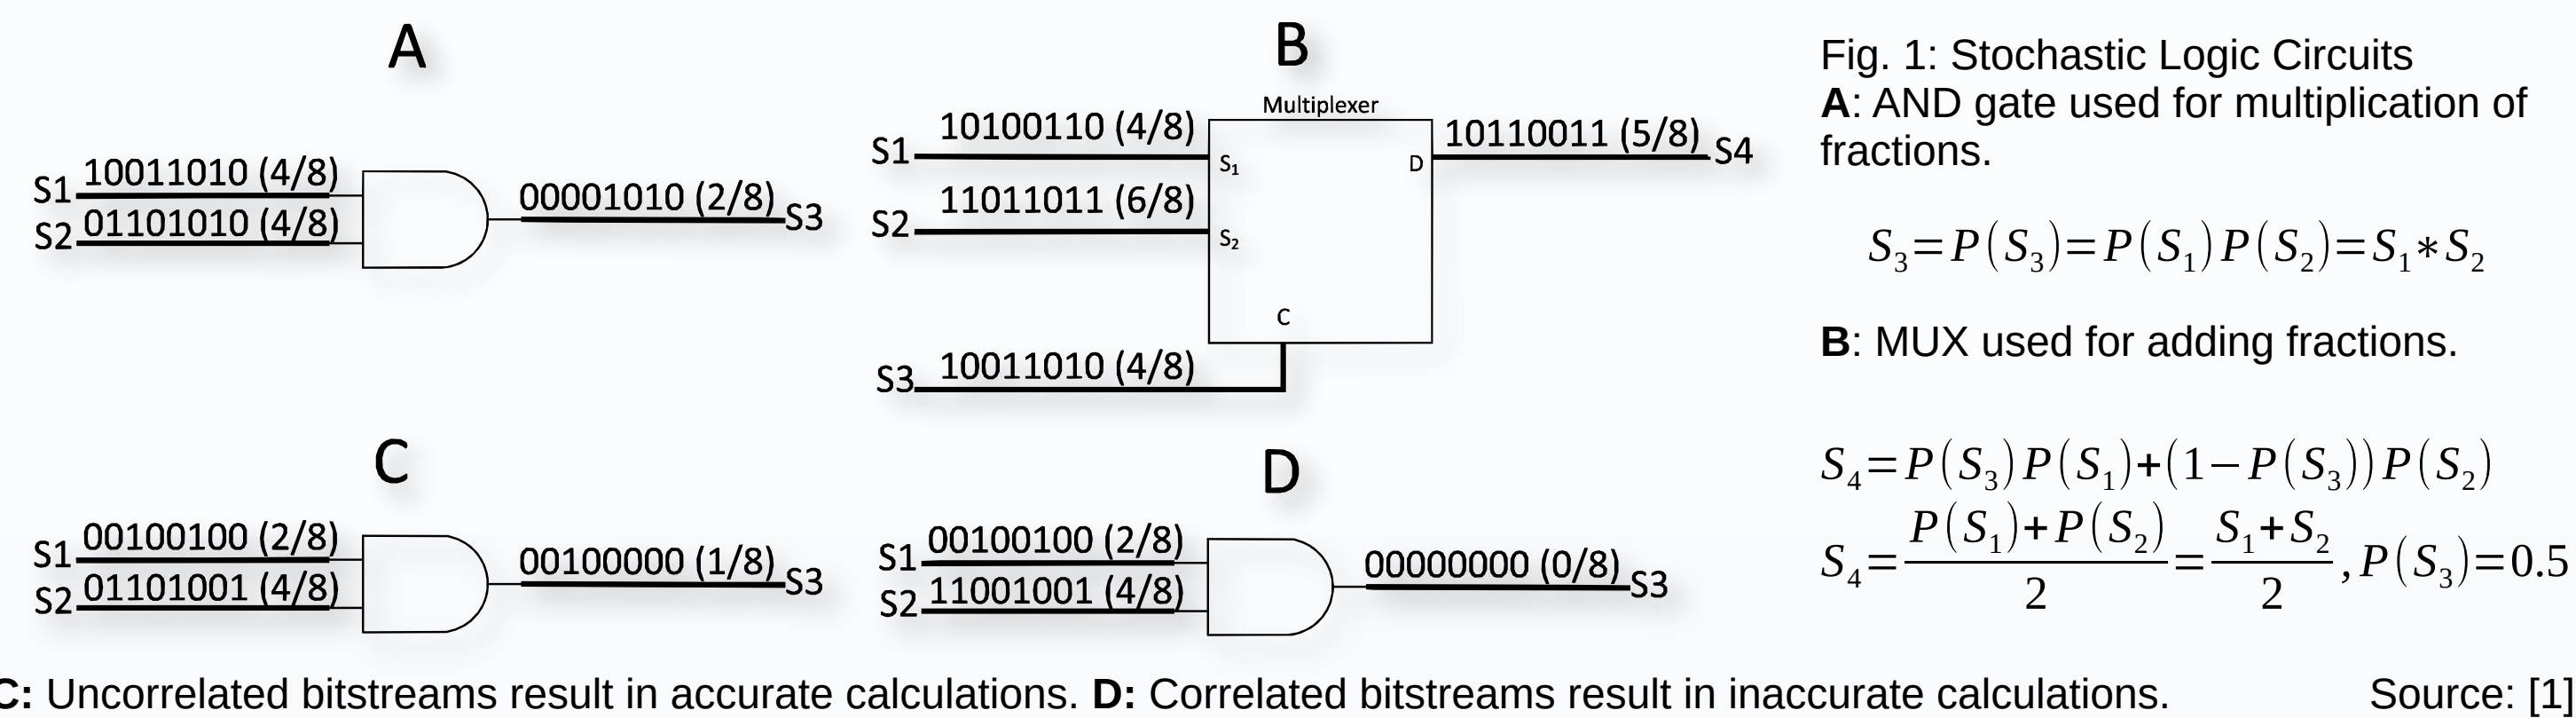 A
S1 10011010 (4/8)
S2 01101010 (4/8)
00001010 (2/8) S3
B
Multiplexer
S1 10100110 (4/8)
S2 11011011 (6/8)
S3 10011010 (4/8)
S₁
S₂
C
D
10110011 (5/8) S4
C
S1 00100100 (2/8)
S2 01101001 (4/8)
00100000 (1/8) S3
D
S1 00100100 (2/8)
S2 11001001 (4/8)
00000000 (0/8) S3
Fig. 1: Stochastic Logic Circuits
A: AND gate used for multiplication of
fractions.
S₃=P(S₃)=P(S₁)P(S₂)=S₁∗S₂
B: MUX used for adding fractions.
S₄=P(S₃)P(S₁)+(1−P(S₃))P(S₂)
S₄=(P(S₁)+P(S₂))/2=(S₁+S₂)/2, P(S₃)=0.5
C: Uncorrelated bitstreams result in accurate calculations. D: Correlated bitstreams result in inaccurate calculations.
Source: [1]